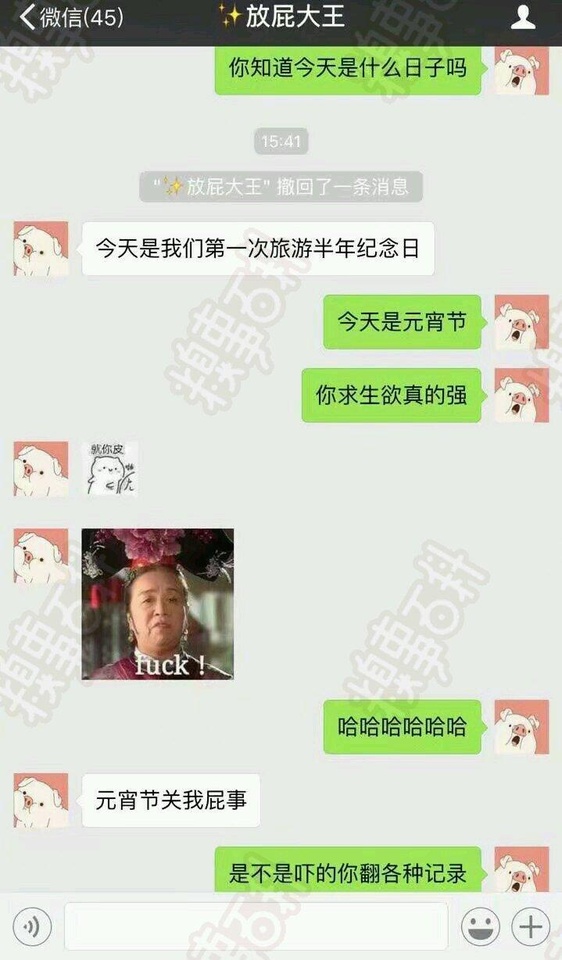 微信(45)
✨放屁大王
你知道今天是什么日子吗
15:41
"✨放屁大王" 撤回了一条消息
今天是我们第一次旅游半年纪念日
今天是元宵节
你求生欲真的强
就你皮
fuck！
哈哈哈哈哈哈
元宵节关我屁事
是不是吓的你翻各种记录
糗事百科